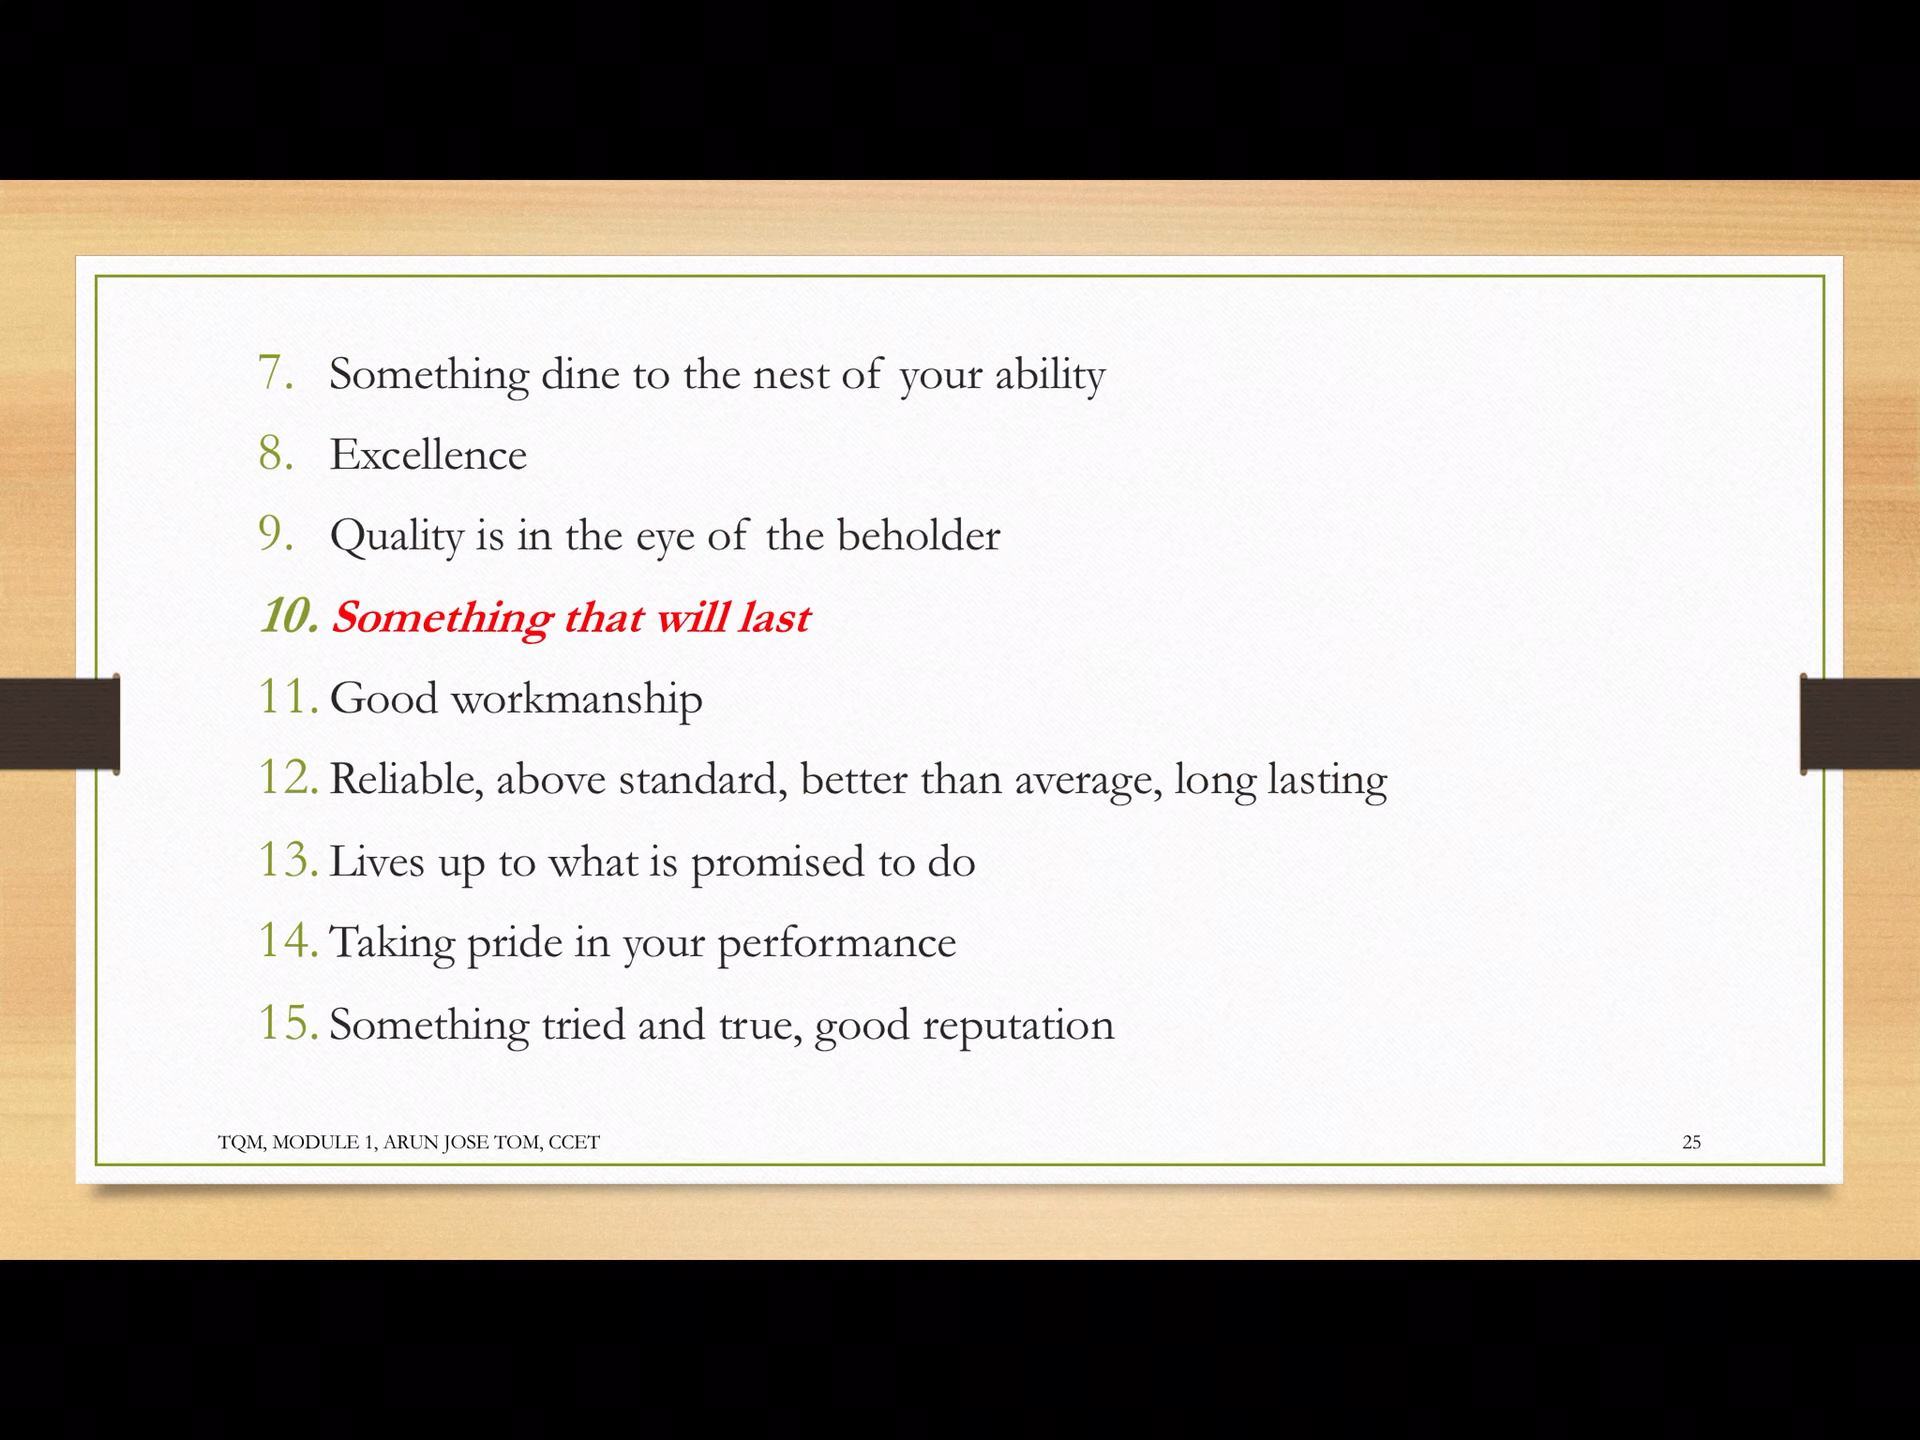 7. Something dine to the nest of your ability
8. Excellence
9. Quality is in the eye of the beholder
10. Something that will last
11. Good workmanship
12. Reliable, above standard, better than average, long lasting
13. Lives up to what is promised to do
14. Taking pride in your performance
15. Something tried and true, good reputation
TQM, MODULE 1, ARUN JOSE TOM, CCET
25